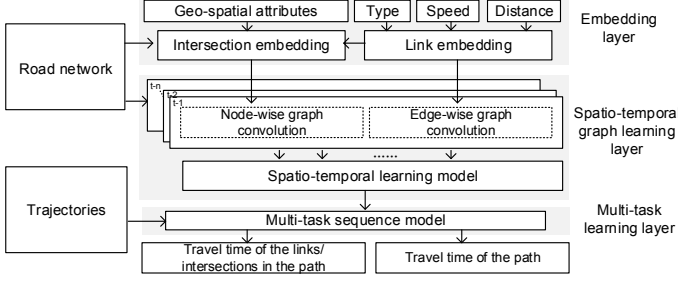 Geo-spatial attributes
Type
Speed
Distance
Embedding
layer
Intersection embedding
Link embedding
Road network
t-n
t-2
t-1
Node-wise graph
convolution
Edge-wise graph
convolution
Spatio-tempora
graph learning
layer
......
Spatio-temporal learning model
Trajectories
Multi-task sequence model
Multi-task
learning layer
Travel time of the links/
intersections in the path
Travel time of the path